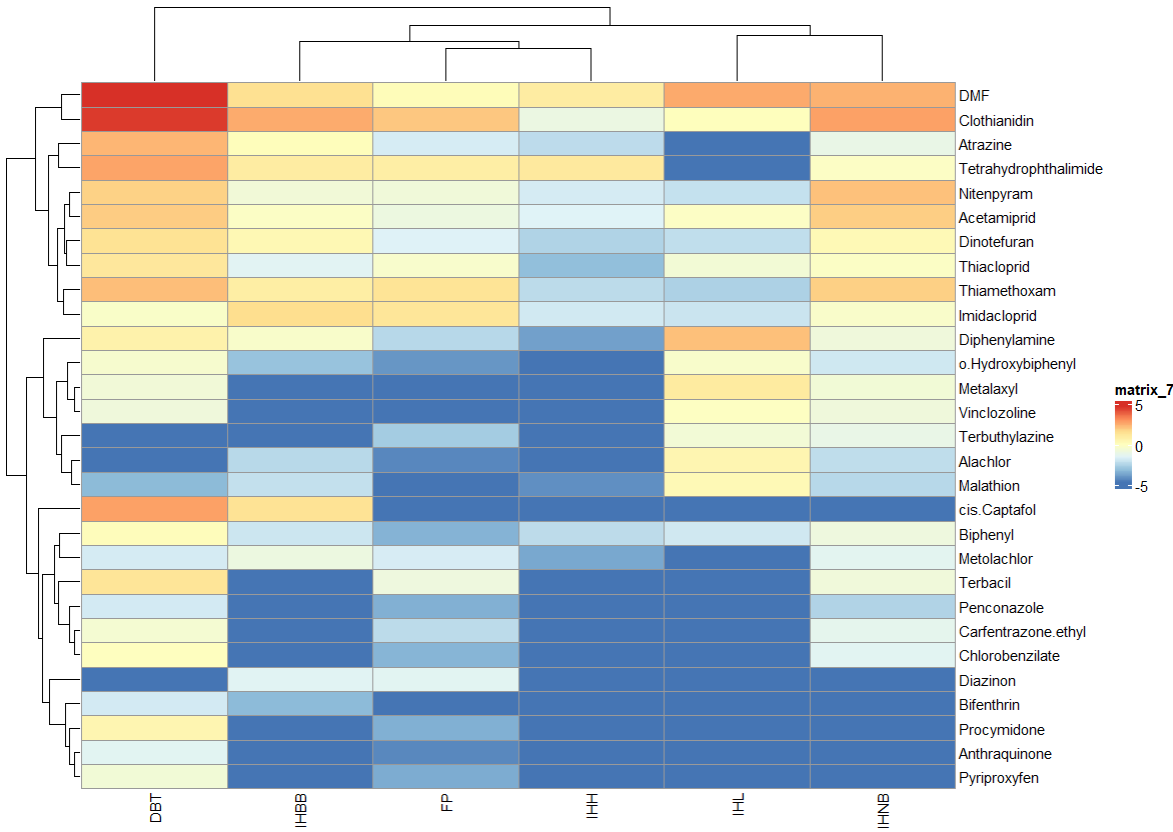 DMF
Clothianidin
Atrazine
Tetrahydrophthalimide
Nitenpyram
Acetamiprid
Dinotefuran
Thiacloprid
Thiamethoxam
Imidacloprid
Diphenylamine
o.Hydroxybiphenyl
Metalaxyl
Vinclozoline
Terbuthylazine
Alachlor
Malathion
cis.Captafol
Biphenyl
Metolachlor
Terbacil
Penconazole
Carfentrazone.ethyl
Chlorobenzilate
Diazinon
Bifenthrin
Procymidone
Anthraquinone
Pyriproxyfen
DBT
IHBB
FP
IHH
IHL
IHNB
matrix_7
5
0
-5